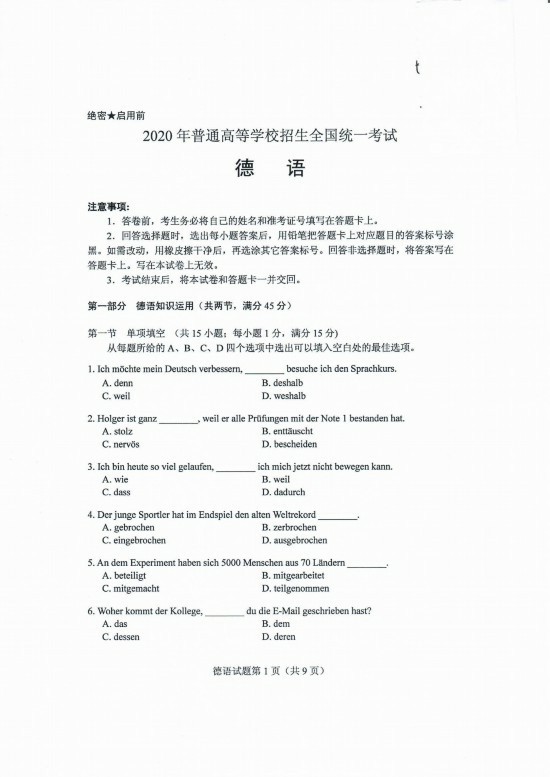 t
绝密★启用前
2020 年普通高等学校招生全国统一考试
德 语
注意事项:
1．答卷前，考生务必将自己的姓名和准考证号填写在答题卡上。
2．回答选择题时，选出每小题答案后，用铅笔把答题卡上对应题目的答案标号涂
黑。如需改动，用橡皮擦干净后，再选涂其它答案标号。回答非选择题时，将答案写在
答题卡上。写在本试卷上无效。
3．考试结束后，将本试卷和答题卡一并交回。
第一部分 德语知识运用（共两节，满分 45 分）
第一节 单项填空 （共 15 小题；每小题 1 分，满分 15 分）
从每题所给的 A、B、C、D 四个选项中选出可以填入空白处的最佳选项。
1. Ich möchte mein Deutsch verbessern, ________ besuche ich den Sprachkurs.
A. denn B. deshalb
C. weil D. weshalb
2. Holger ist ganz ________, weil er alle Prüfungen mit der Note 1 bestanden hat.
A. stolz B. enttäuscht
C. nervös D. bescheiden
3. Ich bin heute so viel gelaufen, ________ ich mich jetzt nicht bewegen kann.
A. wie B. weil
C. dass D. dadurch
4. Der junge Sportler hat im Endspiel den alten Weltrekord ________.
A. gebrochen B. zerbrochen
C. eingebrochen D. ausgebrochen
5. An dem Experiment haben sich 5000 Menschen aus 70 Ländern ________.
A. beteiligt B. mitgearbeitet
C. mitgemacht D. teilgenommen
6. Woher kommt der Kollege, ________ du die E-Mail geschrieben hast?
A. das B. dem
C. dessen D. deren
德语试题第 1 页（共 9 页）